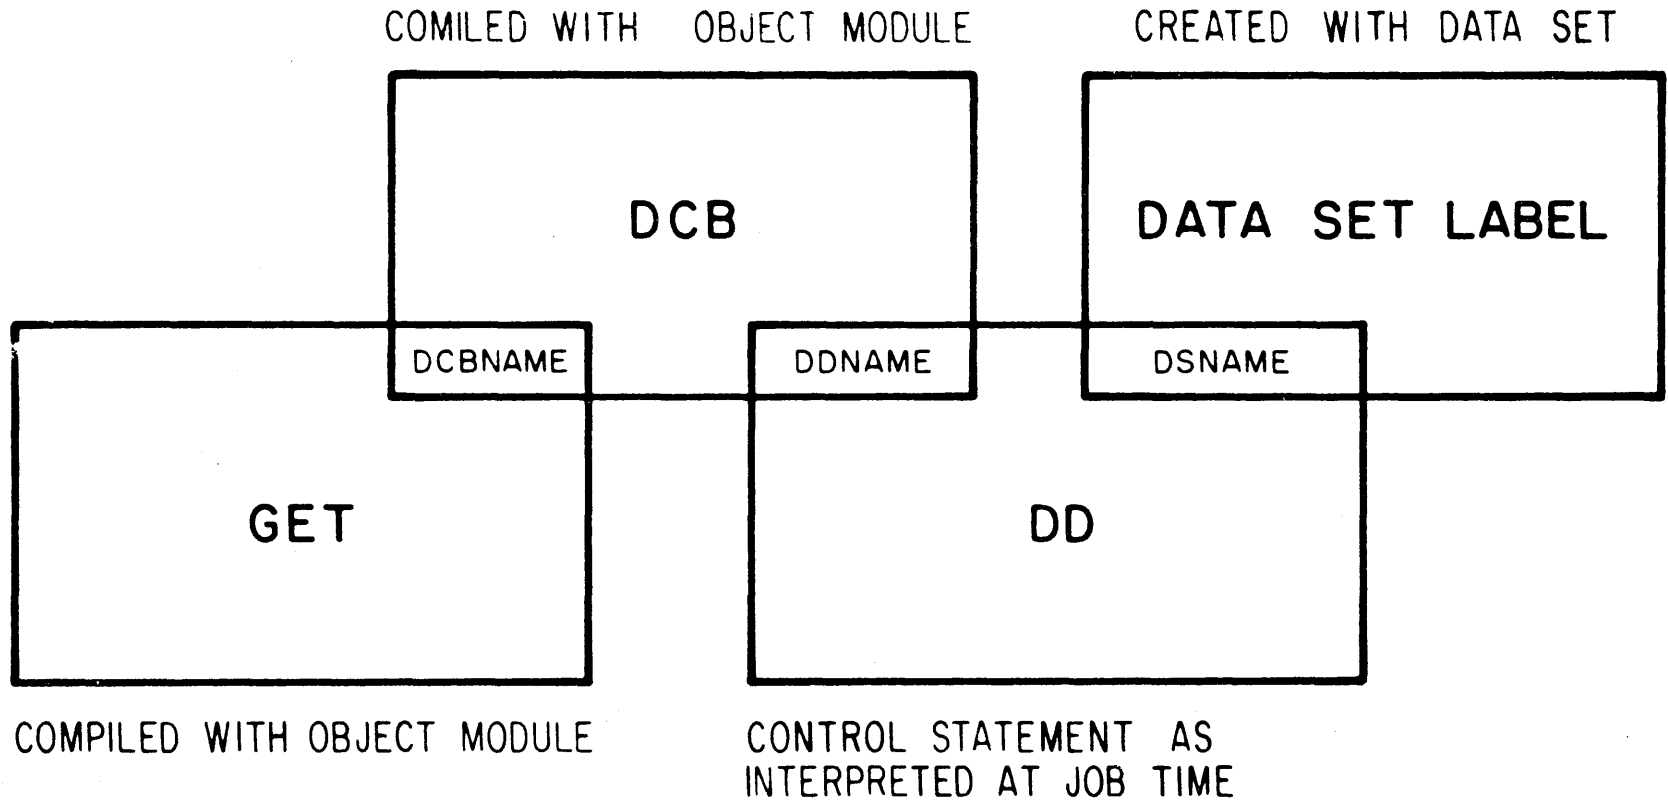 COMILED WITH OBJECT MODULE
CREATED WITH DATA SET
DCB
DATA SET LABEL
DCBNAME
DDNAME
DSNAME
GET
DD
COMPILED WITH OBJECT MODULE
CONTROL STATEMENT AS
INTERPRETED AT JOB TIME